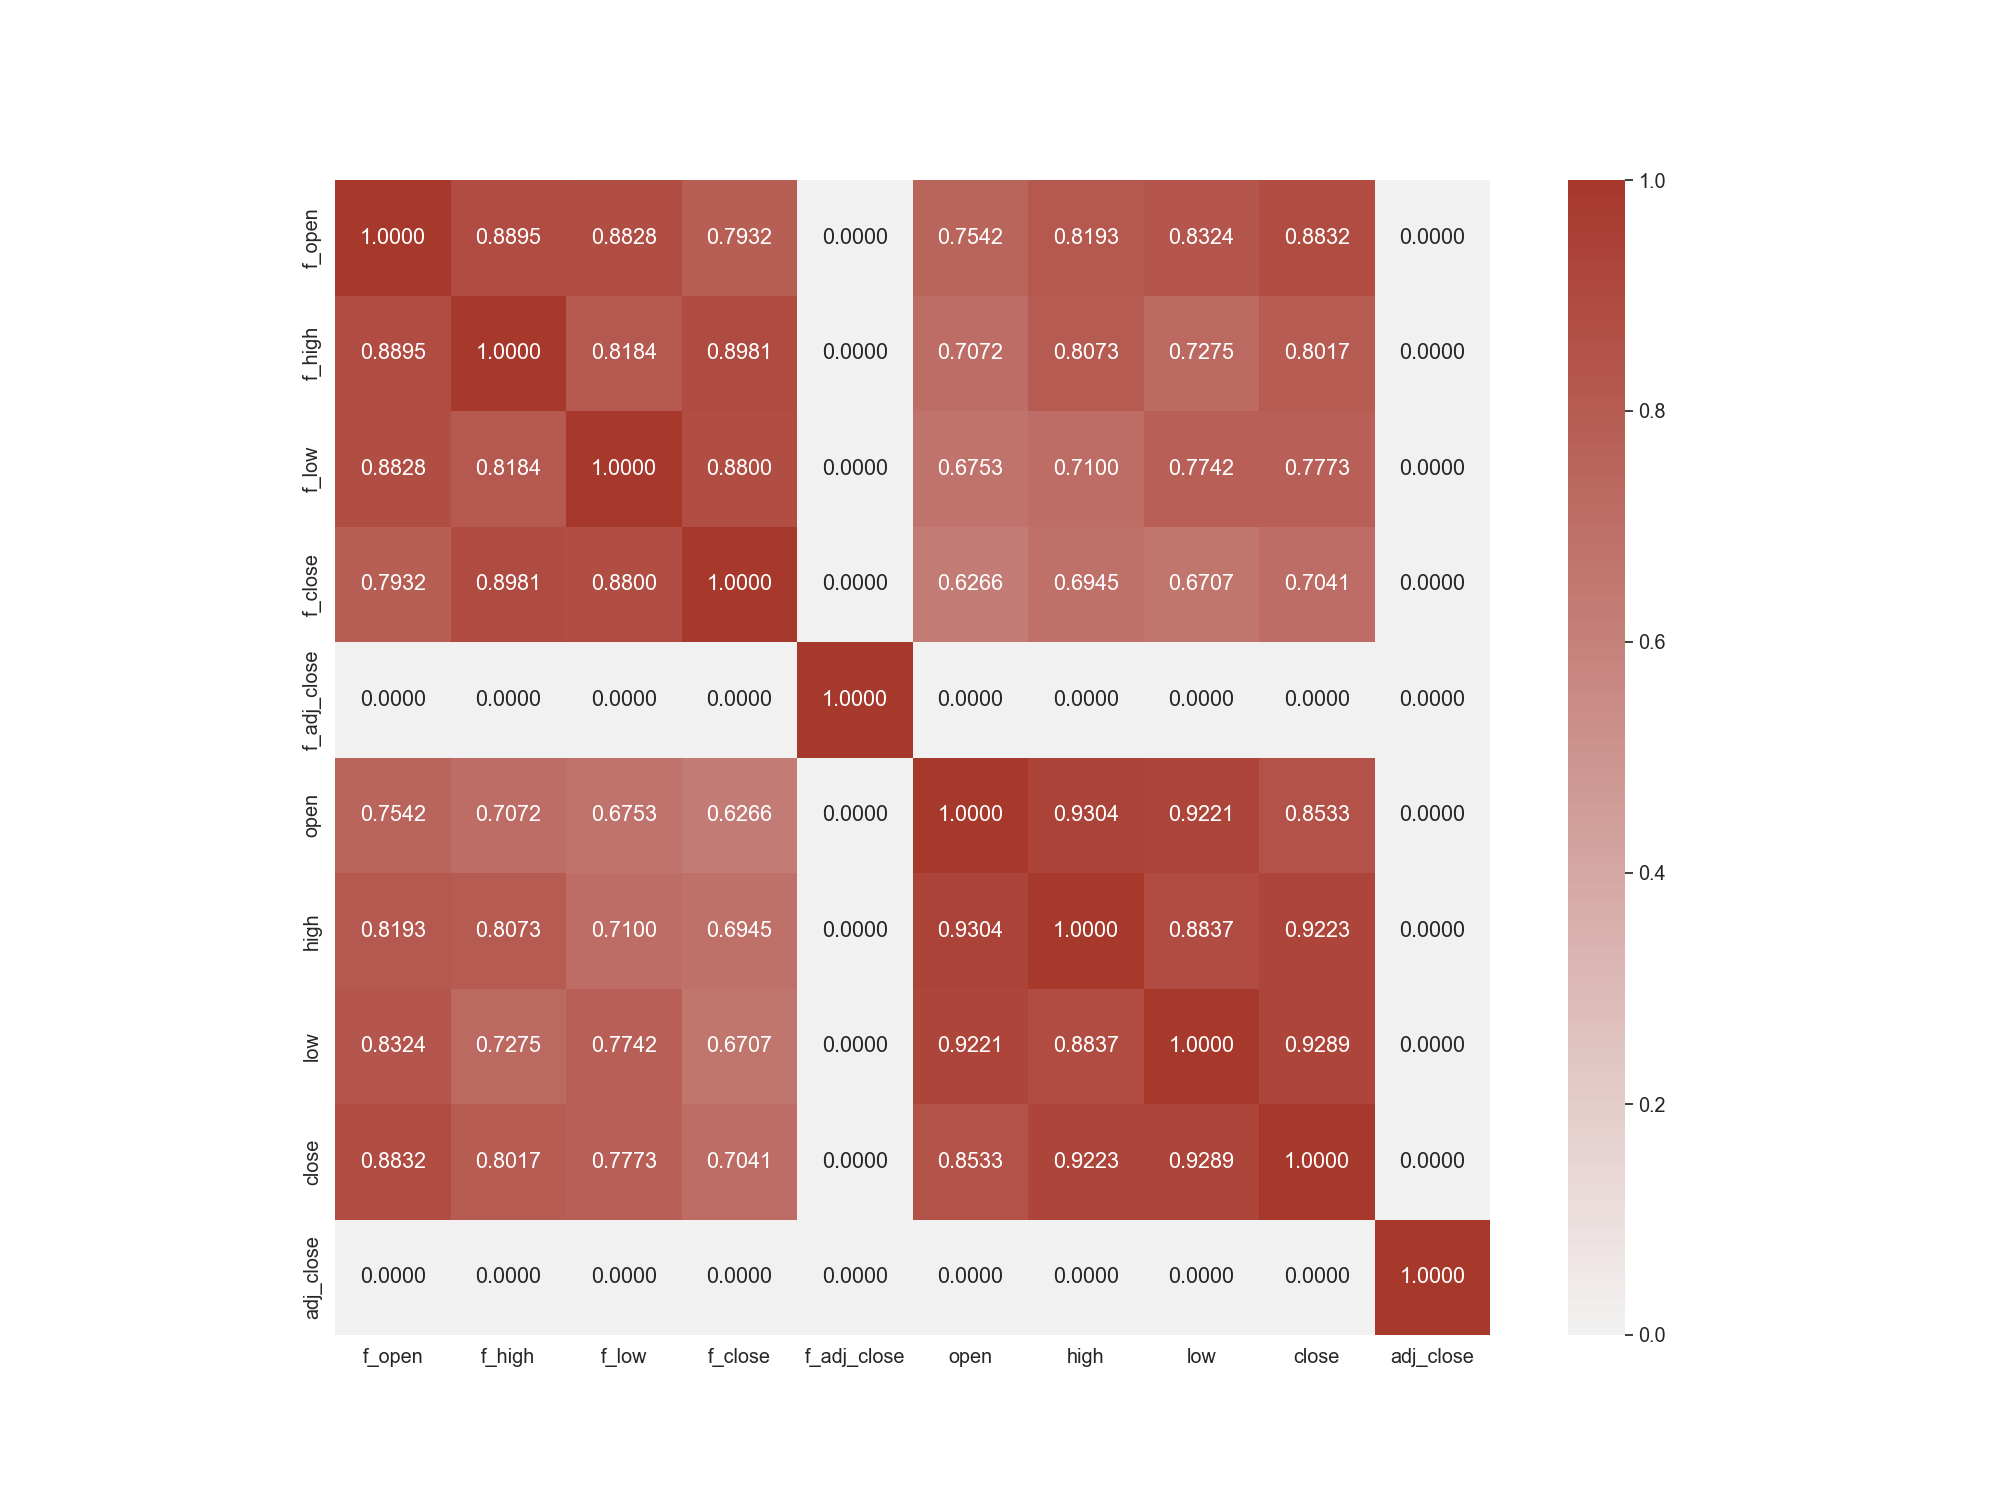 f_open 1.0000 0.8895 0.8828 0.7932 0.0000 0.7542 0.8193 0.8324 0.8832 0.0000
f_high 0.8895 1.0000 0.8184 0.8981 0.0000 0.7072 0.8073 0.7275 0.8017 0.0000
f_low 0.8828 0.8184 1.0000 0.8800 0.0000 0.6753 0.7100 0.7742 0.7773 0.0000
f_close 0.7932 0.8981 0.8800 1.0000 0.0000 0.6266 0.6945 0.6707 0.7041 0.0000
f_adj_close 0.0000 0.0000 0.0000 0.0000 1.0000 0.0000 0.0000 0.0000 0.0000 0.0000
open 0.7542 0.7072 0.6753 0.6266 0.0000 1.0000 0.9304 0.9221 0.8533 0.0000
high 0.8193 0.8073 0.7100 0.6945 0.0000 0.9304 1.0000 0.8837 0.9223 0.0000
low 0.8324 0.7275 0.7742 0.6707 0.0000 0.9221 0.8837 1.0000 0.9289 0.0000
close 0.8832 0.8017 0.7773 0.7041 0.0000 0.8533 0.9223 0.9289 1.0000 0.0000
adj_close 0.0000 0.0000 0.0000 0.0000 0.0000 0.0000 0.0000 0.0000 0.0000 1.0000
f_open f_high f_low f_close f_adj_close open high low close adj_close
1.0
0.8
0.6
0.4
0.2
0.0